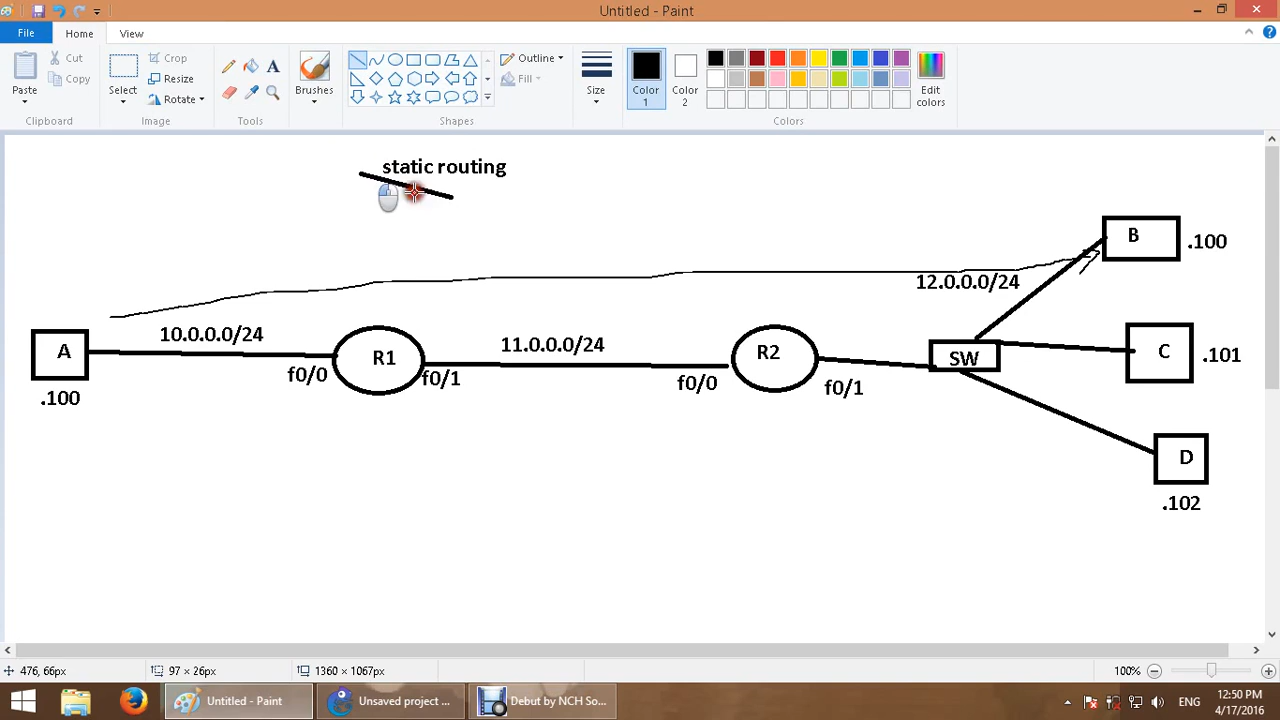 Untitled - Paint
File
Home
View
Paste
Cut
Copy
Clipboard
Select
Crop
Resize
Rotate
Image
A
Tools
Brushes
Shapes
Outline
Fill
Size
Color 1
Color 2
Edit colors
Colors
static routing
B
.100
12.0.0.0/24
10.0.0.0/24
11.0.0.0/24
A
R1
R2
SW
C
.101
f0/0
f0/1
f0/0
f0/1
.100
D
.102
476, 66px
97 × 26px
1360 × 1067px
100%
Untitled - Paint
Unsaved project ...
Debut by NCH So...
ENG
12:50 PM
4/17/2016